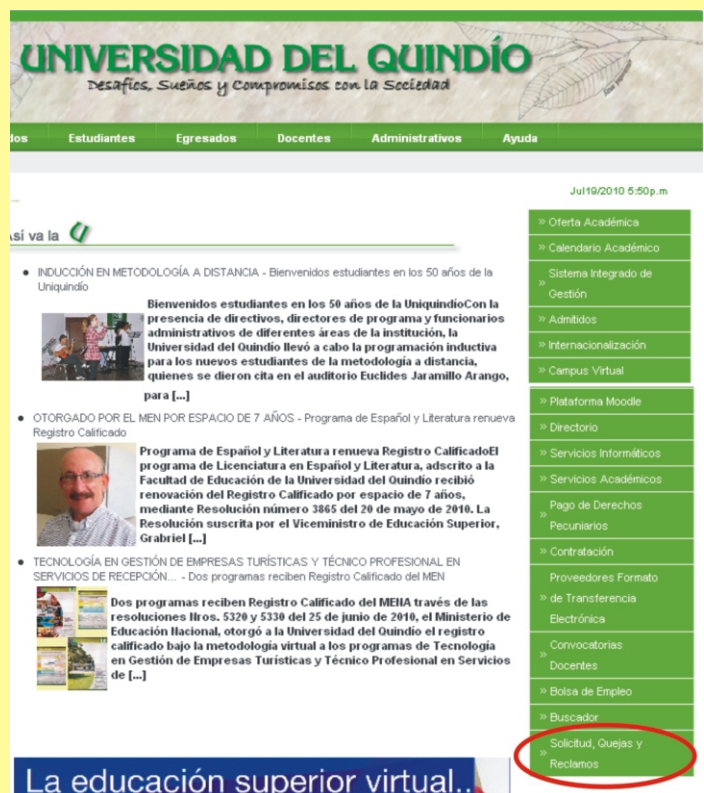 UNIVERSIDAD DEL QUINDÍO
Desafíos, Sueños y Compromisos con la Sociedad
dos Estudiantes Egresados Docentes Administrativos Ayuda
Jul19/2010 5:50p.m
Así va la U
INDUCCIÓN EN METODOLOGÍA A DISTANCIA - Bienvenidos estudiantes en los 50 años de la
Uniquindío
Bienvenidos estudiantes en los 50 años de la UniquindíoCon la
presencia de directivos, directores de programa y funcionarios
administrativos de diferentes áreas de la institución, la
Universidad del Quindío llevó a cabo la programación inductiva
para los nuevos estudiantes de la metodología a distancia,
quienes se dieron cita en el auditorio Euclides Jaramillo Arango,
para [...]
OTORGADO POR EL MEN POR ESPACIO DE 7 AÑOS - Programa de Español y Literatura renueva
Registro Calificado
Programa de Español y Literatura renueva Registro CalificadoEl
programa de Licenciatura en Español y Literatura, adscrito a la
Facultad de Educación de la Universidad del Quindío recibió
renovación del Registro Calificado por espacio de 7 años,
mediante Resolución número 3865 del 20 de mayo de 2010. La
Resolución suscrita por el Viceministro de Educación Superior,
Grabriel [...]
TECNOLOGÍA EN GESTIÓN DE EMPRESAS TURÍSTICAS Y TÉCNICO PROFESIONAL EN
SERVICIOS DE RECEPCIÓN... - Dos programas reciben Registro Calificado del MEN
Dos programas reciben Registro Calificado del MENA través de las
resoluciones Nros. 5320 y 5330 del 25 de junio de 2010, el Ministerio de
Educación Nacional, otorgó a la Universidad del Quindío el registro
calificado bajo la metodología virtual a los programas de Tecnología
en Gestión de Empresas Turísticas y Técnico Profesional en Servicios
de [...]
La educación superior virtual..
» Oferta Académica
» Calendario Académico
» Sistema Integrado de
Gestión
» Admitidos
» Internacionalización
» Campus Virtual
» Plataforma Moodle
» Directorio
» Servicios Informáticos
» Servicios Académicos
» Pago de Derechos
Pecuniarios
» Contratación
Proveedores Formato
» de Transferencia
Electrónica
» Convocatorias
Docentes
» Bolsa de Empleo
» Buscador
» Solicitud, Quejas y
Reclamos